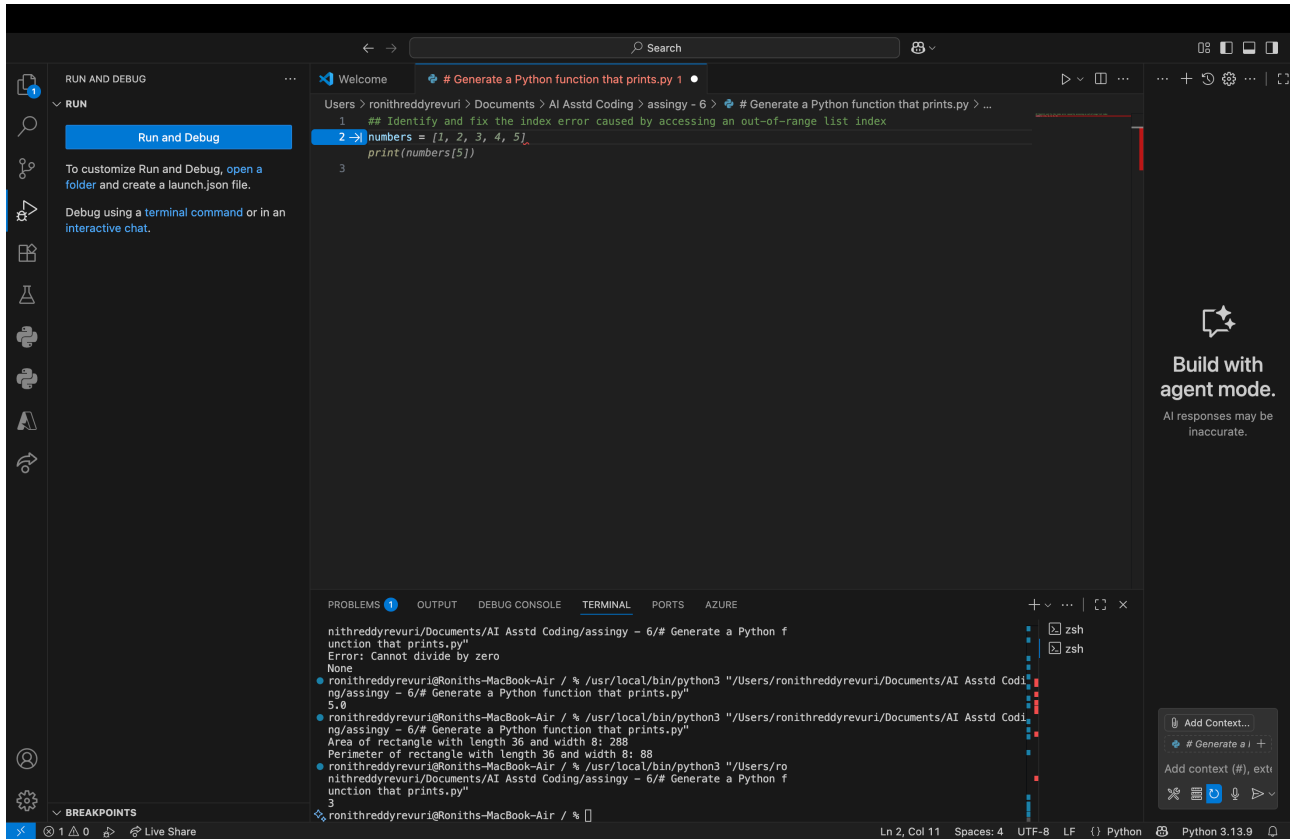 Search
RUN AND DEBUG
RUN
Run and Debug
To customize Run and Debug, open a
folder and create a launch.json file.
Debug using a terminal command or in an
interactive chat.
BREAKPOINTS
Welcome
# Generate a Python function that prints.py 1
Users > ronithreddyrevuri > Documents > AI Asstd Coding > assingy - 6 > # Generate a Python function that prints.py > ...
1 ## Identify and fix the index error caused by accessing an out-of-range list index
2 numbers = [1, 2, 3, 4, 5]
print(numbers[5])
3
PROBLEMS 1 OUTPUT DEBUG CONSOLE TERMINAL PORTS AZURE
nithreddyrevuri/Documents/AI Asstd Coding/assingy - 6/# Generate a Python f
unction that prints.py"
Error: Cannot divide by zero
None
ronithreddyrevuri@Roniths-MacBook-Air / % /usr/local/bin/python3 "/Users/ronithreddyrevuri/Documents/AI Asstd Codi
ng/assingy - 6/# Generate a Python function that prints.py"
5.0
ronithreddyrevuri@Roniths-MacBook-Air / % /usr/local/bin/python3 "/Users/ronithreddyrevuri/Documents/AI Asstd Codi
ng/assingy - 6/# Generate a Python function that prints.py"
Area of rectangle with length 36 and width 8: 288
Perimeter of rectangle with length 36 and width 8: 88
ronithreddyrevuri@Roniths-MacBook-Air / % /usr/local/bin/python3 "/Users/ro
nithreddyrevuri/Documents/AI Asstd Coding/assingy - 6/# Generate a Python f
unction that prints.py"
3
ronithreddyrevuri@Roniths-MacBook-Air / %
zsh
zsh
Build with
agent mode.
AI responses may be
inaccurate.
Add Context...
# Generate a
Add context (#), exte
1
1 0 Live Share
Ln 2, Col 11 Spaces: 4 UTF-8 LF {} Python Python 3.13.9